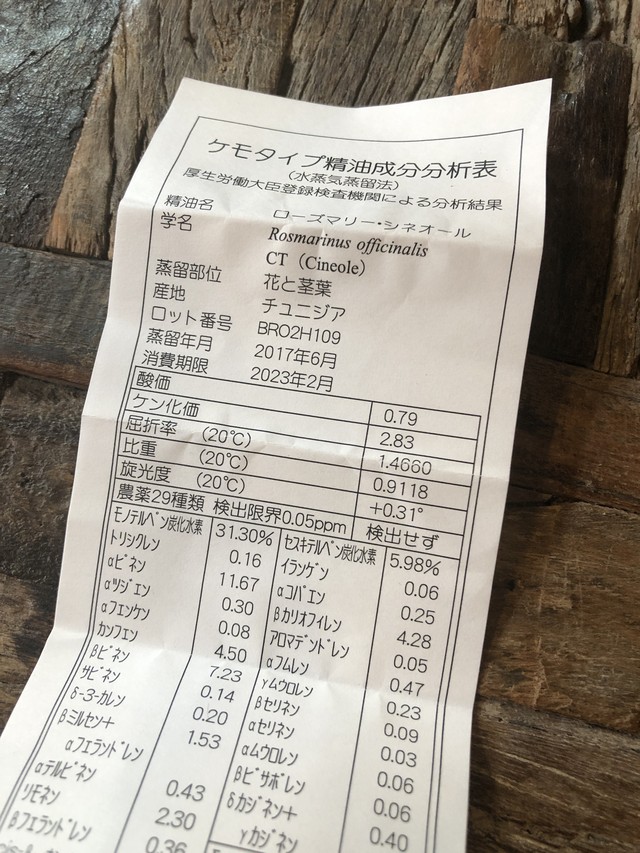 ケモタイプ精油成分分析表
(水蒸気蒸留法)
厚生労働大臣登録検査機関による分析結果
精油名 ローズマリー・シネオール
学名 Rosmarinus officinalis
CT（Cineole）
蒸留部位 花と茎葉
産地 チュニジア
ロット番号 BRO2H109
蒸留年月 2017年6月
消費期限 2023年2月
酸価 0.79
ケン化価 2.83
屈折率 (20℃) 1.4660
比重 (20℃) 0.9118
旋光度 (20℃) +0.31°
農薬29種類 検出限界0.05ppm 検出せず
モノテルペン炭化水素 31.30% セスキテルペン炭化水素 5.98%
トリシクレン 0.16 イランゲン 0.06
αピネン 11.67 αコパエン 0.25
αツジエン 0.30 βカリオフィレン 4.28
αフェンケン 0.08 アロマデンドレン 0.05
カンフェン 4.50 αフムレン 0.47
βピネン 7.23 γムウロレン 0.23
サビネン 0.14 βセリネン 0.09
δ-3-カレン 0.20 αセリネン 0.03
βミルセン+ 1.53 αムウロレン 0.06
αフェランドレン βビサボレン 0.06
αテルピネン 0.43 δカジネン+ 0.40
リモネン 2.30 γカジネン
βフェランドレン 0.36